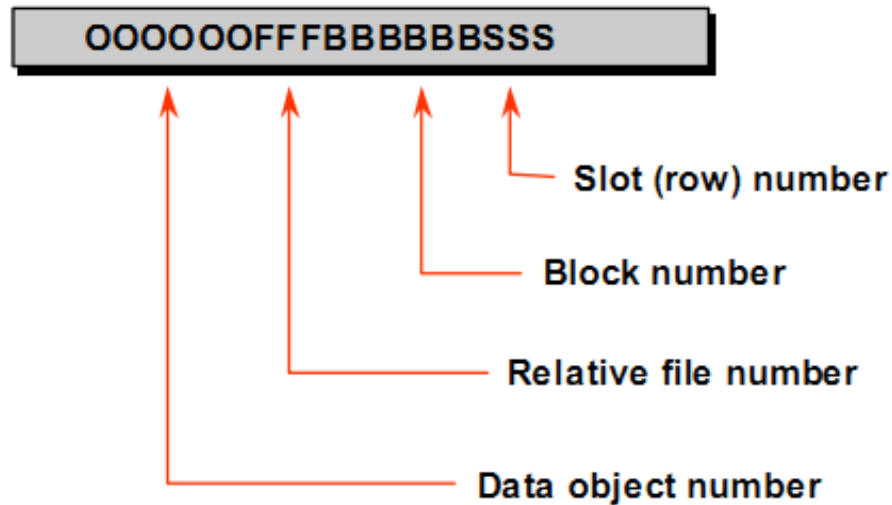 OOOOOOFFFBBBBBBSSS
Slot (row) number
Block number
Relative file number
Data object number